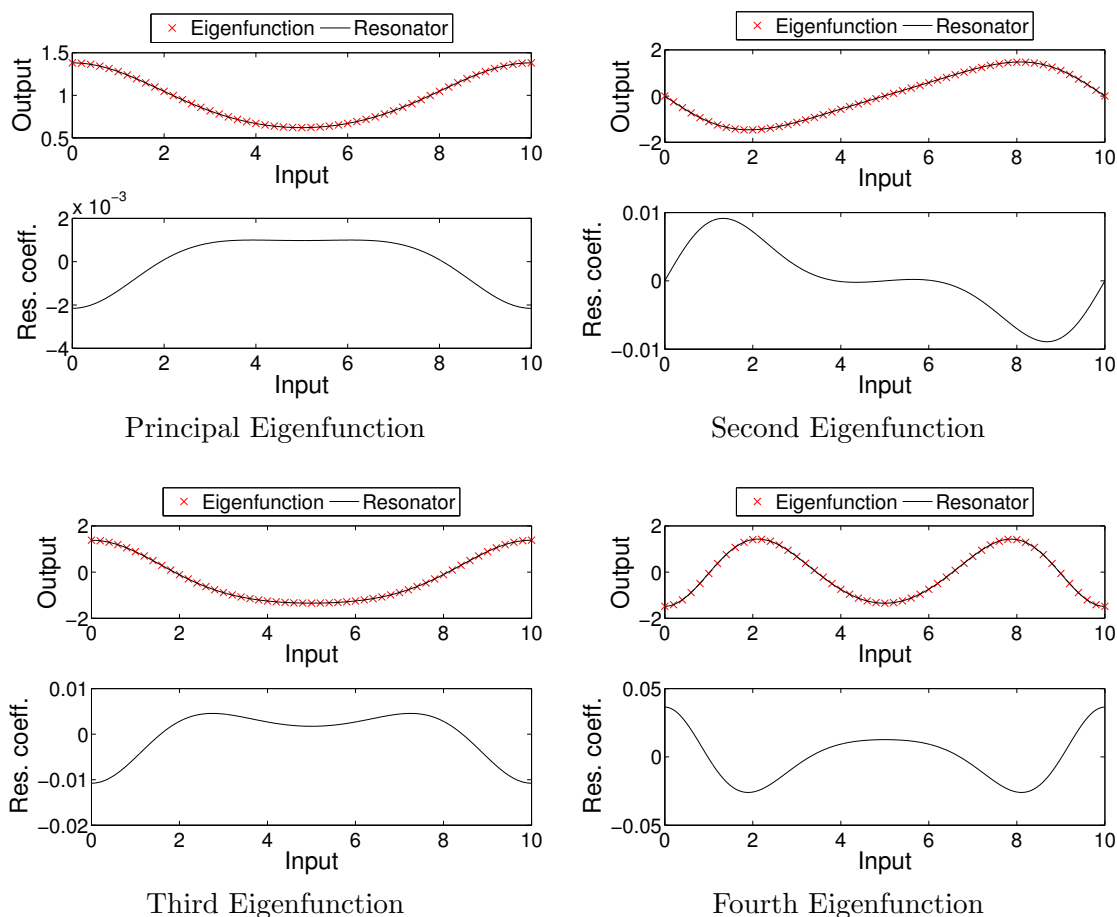 Eigenfunction Resonator
1.5
1
0.5
Output
0 2 4 6 8 10
Input
x 10⁻³
2
0
−2
−4
Res. coeff.
0 2 4 6 8 10
Input
Principal Eigenfunction
Eigenfunction Resonator
2
0
−2
Output
0 2 4 6 8 10
Input
0.01
0
−0.01
Res. coeff.
0 2 4 6 8 10
Input
Second Eigenfunction
Eigenfunction Resonator
2
0
−2
Output
0 2 4 6 8 10
Input
0.01
0
−0.01
−0.02
Res. coeff.
0 2 4 6 8 10
Input
Third Eigenfunction
Eigenfunction Resonator
2
0
−2
Output
0 2 4 6 8 10
Input
0.05
0
−0.05
Res. coeff.
0 2 4 6 8 10
Input
Fourth Eigenfunction